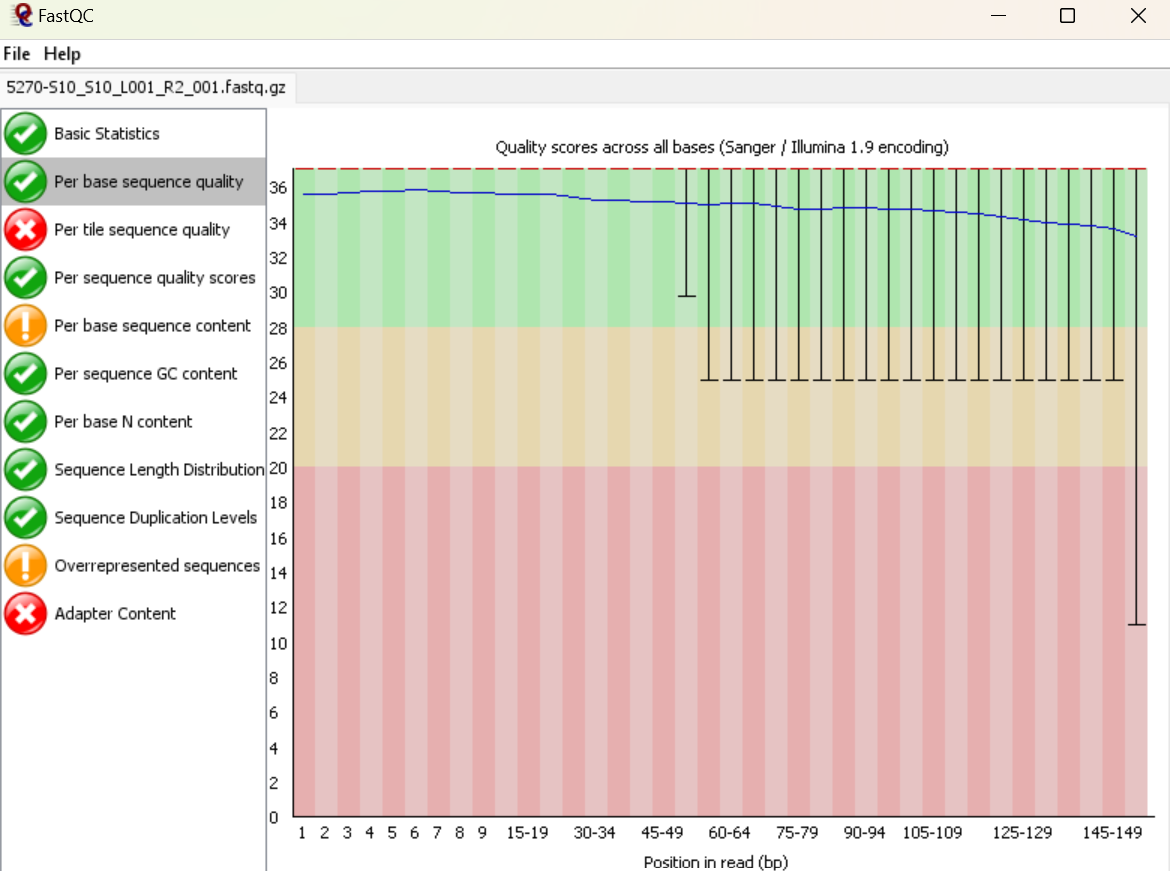 FastQC
File Help
5270-S10_S10_L001_R2_001.fastq.gz
Basic Statistics
Per base sequence quality
Per tile sequence quality
Per sequence quality scores
Per base sequence content
Per sequence GC content
Per base N content
Sequence Length Distribution
Sequence Duplication Levels
Overrepresented sequences
Adapter Content
Quality scores across all bases (Sanger / Illumina 1.9 encoding)
36
34
32
30
28
26
24
22
20
18
16
14
12
10
8
6
4
2
0
1 2 3 4 5 6 7 8 9 15-19 30-34 45-49 60-64 75-79 90-94 105-109 125-129 145-149
Position in read (bp)